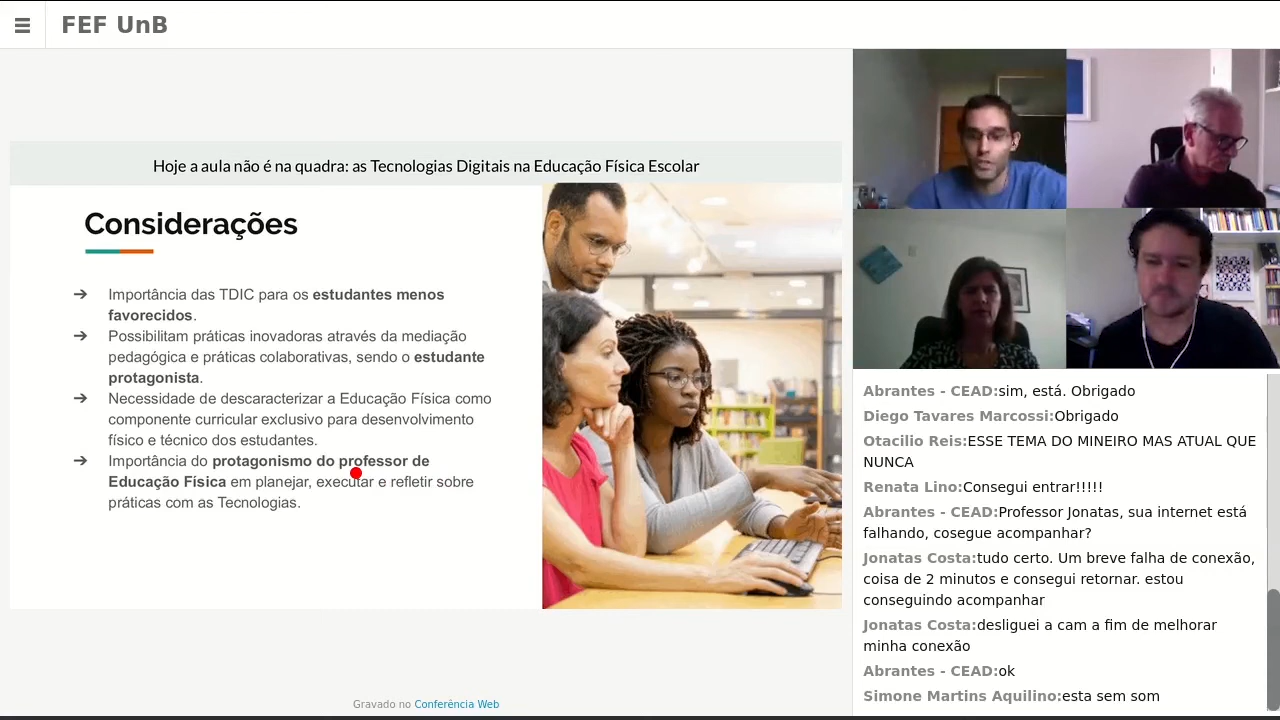 FEF UnB
Hoje a aula não é na quadra: as Tecnologias Digitais na Educação Física Escolar
Considerações
➔ Importância das TDIC para os estudantes menos
favorecidos.
➔ Possibilitam práticas inovadoras através da mediação
pedagógica e práticas colaborativas, sendo o estudante
protagonista.
➔ Necessidade de descaracterizar a Educação Física como
componente curricular exclusivo para desenvolvimento
físico e técnico dos estudantes.
➔ Importância do protagonismo do professor de
Educação Física em planejar, executar e refletir sobre
práticas com as Tecnologias.
Gravado no Conferência Web
Abrantes - CEAD:sim, está. Obrigado
Diego Tavares Marcossi:Obrigado
Otacilio Reis:ESSE TEMA DO MINEIRO MAS ATUAL QUE
NUNCA
Renata Lino:Consegui entrar!!!!!
Abrantes - CEAD:Professor Jonatas, sua internet está
falhando, cosegue acompanhar?
Jonatas Costa:tudo certo. Um breve falha de conexão,
coisa de 2 minutos e consegui retornar. estou
conseguindo acompanhar
Jonatas Costa:desliguei a cam a fim de melhorar
minha conexão
Abrantes - CEAD:ok
Simone Martins Aquilino:esta sem som